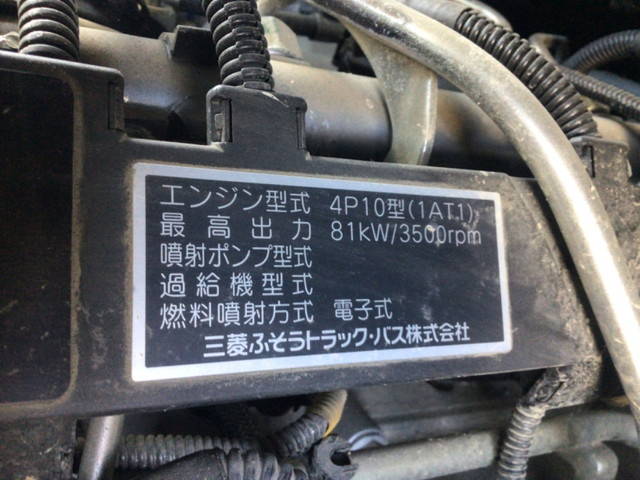 エンジン型式 4P10型(1AT1)
最高出力 81kW/3500rpm
噴射ポンプ型式
過給機型式
燃料噴射方式 電子式
三菱ふそうトラック・バス株式会社